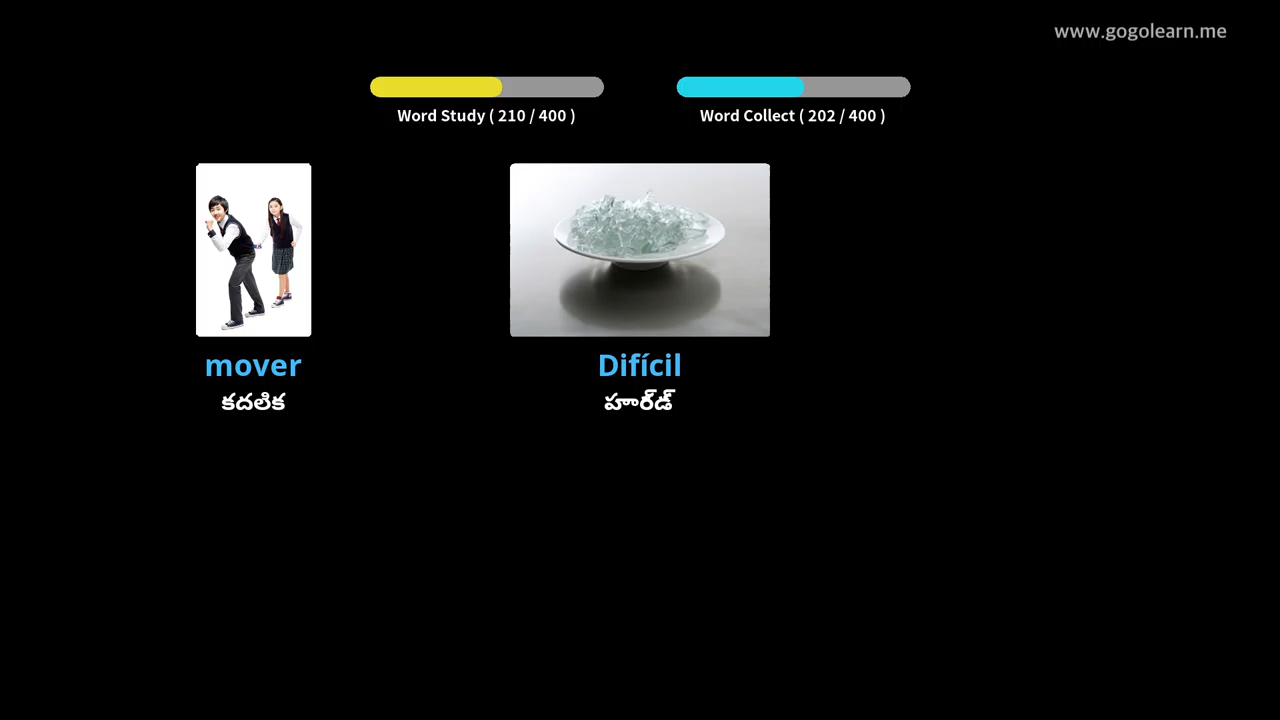 www.gogolearn.me
Word Study ( 210 / 400 )
Word Collect ( 202 / 400 )
mover
కదలిక
Difícil
హార్డ్